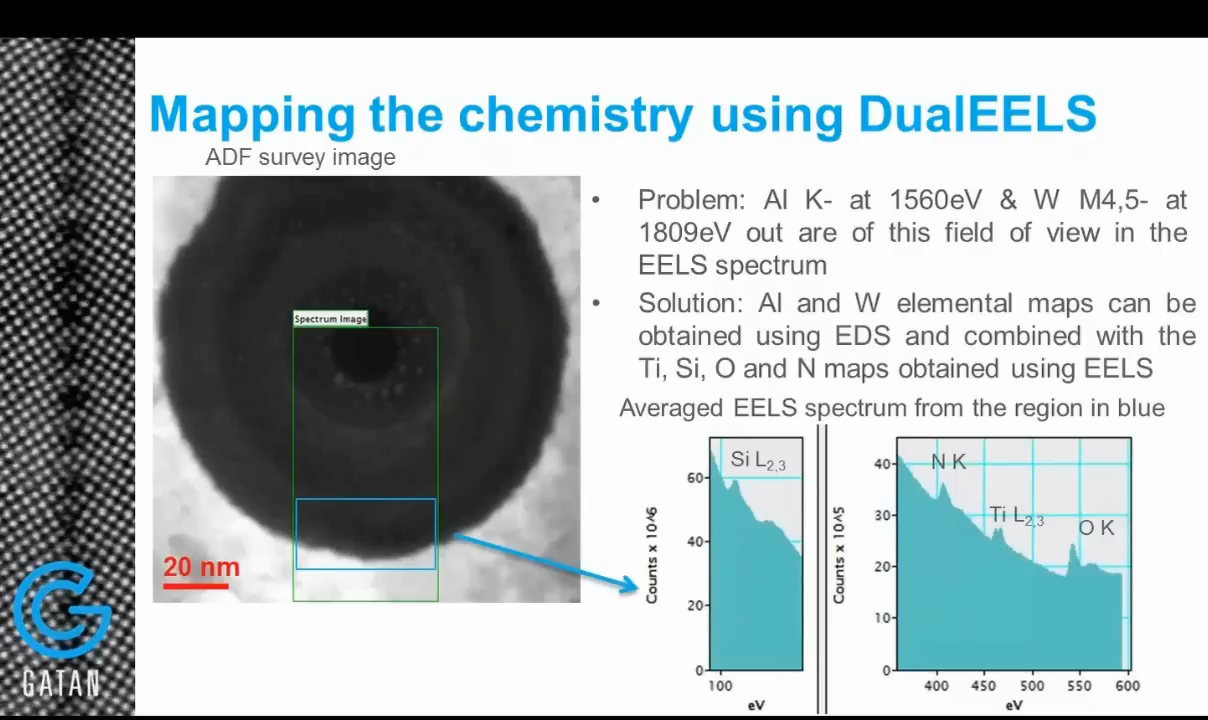 Mapping the chemistry using DualEELS
ADF survey image
Spectrum Image
20 nm
GATAN
• Problem: Al K- at 1560eV & W M4,5- at
1809eV out are of this field of view in the
EELS spectrum
• Solution: Al and W elemental maps can be
obtained using EDS and combined with the
Ti, Si, O and N maps obtained using EELS
Averaged EELS spectrum from the region in blue
Si L2,3
60
40
20
0
Counts x 10^6
100
eV
N K
Ti L2,3
O K
40
30
20
10
0
Counts x 10^5
400 450 500 550 600
eV